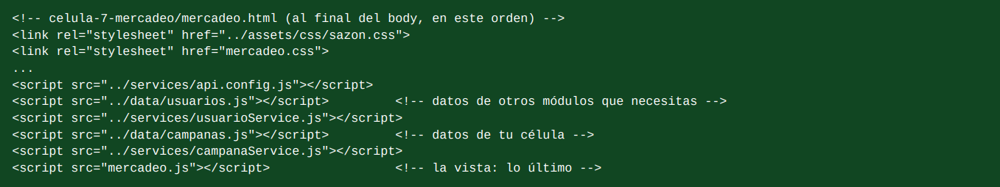 <!-- celula-7-mercadeo/mercadeo.html (al final del body, en este orden) -->
<link rel="stylesheet" href="../assets/css/sazon.css">
<link rel="stylesheet" href="mercadeo.css">
...
<script src="../services/api.config.js"></script>
<script src="../data/usuarios.js"></script>         <!-- datos de otros módulos que necesitas -->
<script src="../services/usuarioService.js"></script>
<script src="../data/campanas.js"></script>         <!-- datos de tu célula -->
<script src="../services/campanaService.js"></script>
<script src="mercadeo.js"></script>                 <!-- la vista: lo último -->